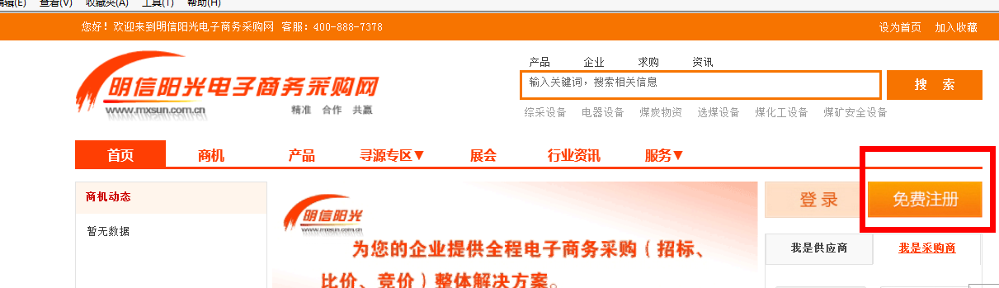 编辑(E) 查看(V) 收藏夹(A) 工具(T) 帮助(H)
您好！欢迎来到明信阳光电子商务采购网 客服：400-888-7378 设为首页 加入收藏
产品 企业 求购 资讯
明信阳光电子商务采购网
www.mxsun.com.cn 精准 合作 共赢
输入关键词，搜索相关信息 搜 索
综采设备 电器设备 煤炭物资 选煤设备 煤化工设备 煤矿安全设备
首页 商机 产品 寻源专区▼ 展会 行业资讯 服务▼
商机动态
暂无数据
明信阳光
www.mxsun.com.cn
为您的企业提供全程电子商务采购（招标、
比价、竞价）整体解决方案。
登 录 免费注册
我是供应商 我是采购商